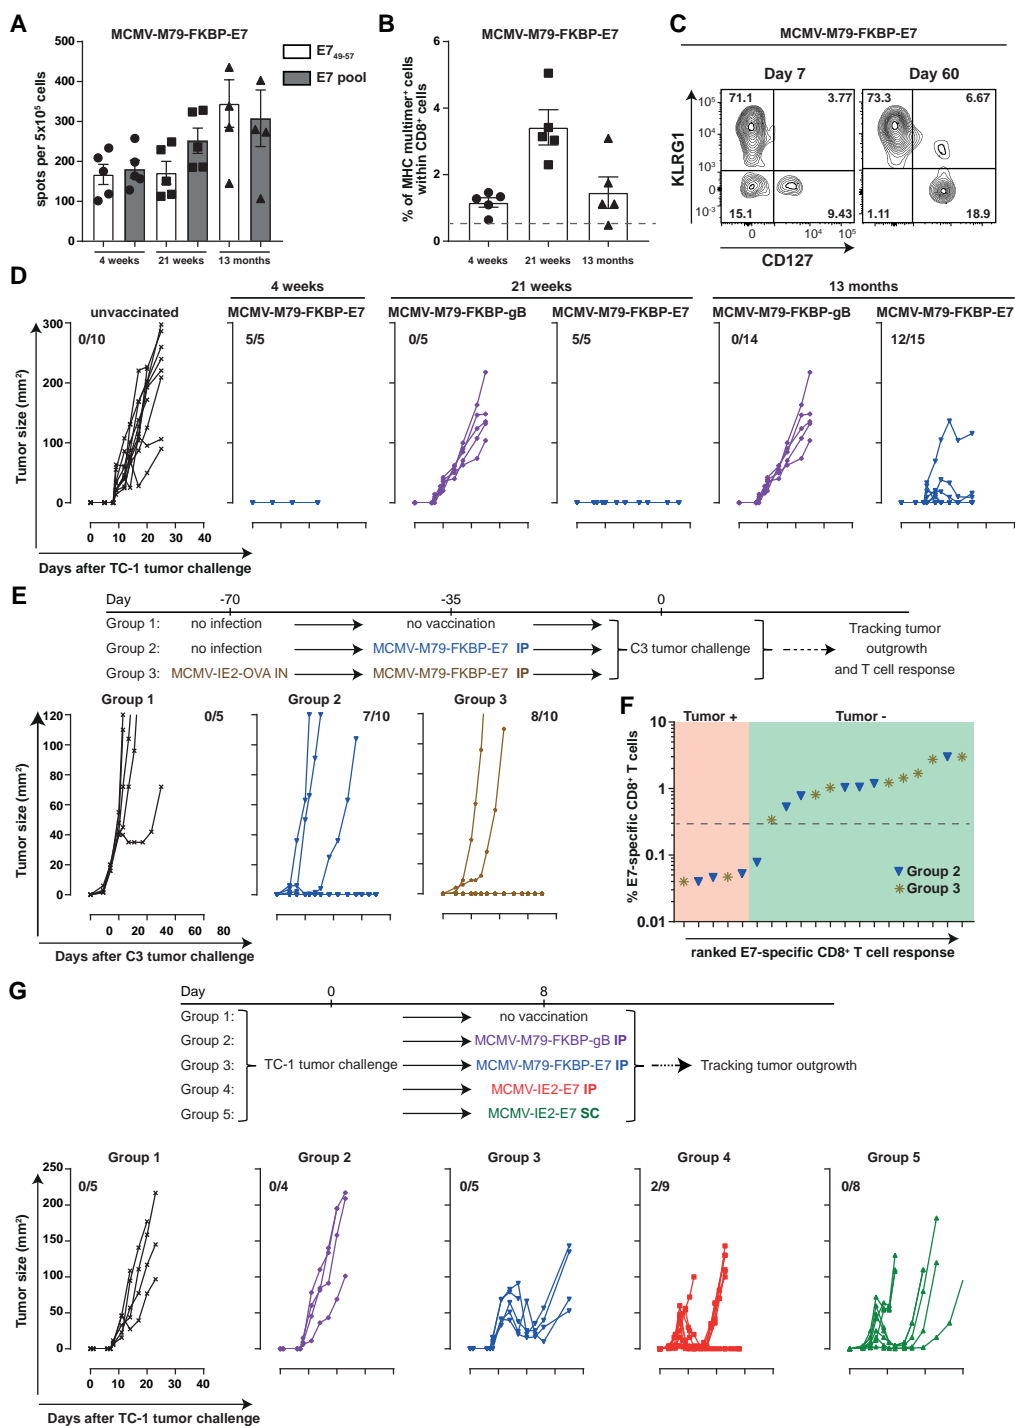 A
MCMV-M79-FKBP-E7
E7₄₉₋₅₇
E7 pool
spots per 5x10⁵ cells
500
400
300
200
100
0
4 weeks
21 weeks
13 months
B
MCMV-M79-FKBP-E7
% of MHC multimer⁺ cells
within CD8⁺ cells
6
4
2
0
4 weeks
21 weeks
13 months
C
MCMV-M79-FKBP-E7
Day 7
Day 60
71.1
3.77
15.1
9.43
73.3
6.67
1.11
18.9
10⁵
10⁴
10³
0
-10³
0
10⁴
10⁵
KLRG1
CD127
D
4 weeks
21 weeks
13 months
unvaccinated
MCMV-M79-FKBP-E7
MCMV-M79-FKBP-gB
MCMV-M79-FKBP-E7
MCMV-M79-FKBP-gB
MCMV-M79-FKBP-E7
0/10
5/5
0/5
5/5
0/14
12/15
Tumor size (mm²)
300
200
100
0
0 10 20 30 40
Days after TC-1 tumor challenge
E
Day
-70
-35
0
Group 1:
no infection
no vaccination
Group 2:
no infection
MCMV-M79-FKBP-E7 IP
Group 3:
MCMV-IE2-OVA IN
MCMV-M79-FKBP-E7 IP
C3 tumor challenge
Tracking tumor
outgrowth
and T cell response
Group 1
Group 2
Group 3
0/5
7/10
8/10
Tumor size (mm²)
120
100
80
60
40
20
0
0 20 40 60 80
Days after C3 tumor challenge
F
Tumor +
Tumor -
% E7-specific CD8⁺ T cells
10
1
0.1
0.01
Group 2
Group 3
ranked E7-specific CD8⁺ T cell response
G
Day
0
8
Group 1:
no vaccination
Group 2:
MCMV-M79-FKBP-gB IP
Group 3:
TC-1 tumor challenge
MCMV-M79-FKBP-E7 IP
Tracking tumor outgrowth
Group 4:
MCMV-IE2-E7 IP
Group 5:
MCMV-IE2-E7 SC
Group 1
Group 2
Group 3
Group 4
Group 5
0/5
0/4
0/5
2/9
0/8
Tumor size (mm²)
250
200
150
100
50
0
0 20 40 60 80
Days after TC-1 tumor challenge